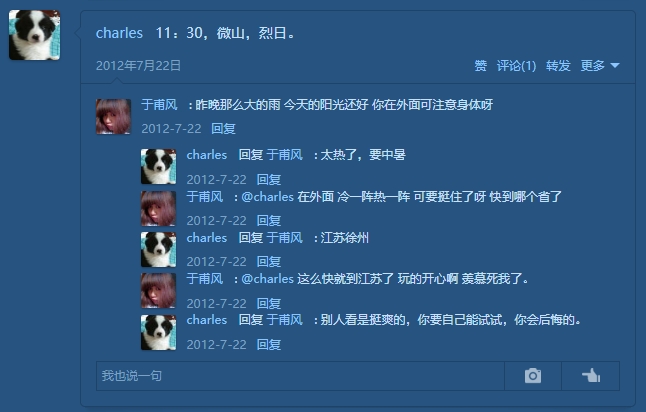 charles 11：30，微山，烈日。
2012年7月22日 赞 评论(1) 转发 更多
于甫风 : 昨晚那么大的雨 今天的阳光还好 你在外面可注意身体呀
2012-7-22 回复
charles 回复 于甫风 : 太热了，要中暑
2012-7-22 回复
于甫风 : @charles 在外面 冷一阵热一阵 可要挺住了呀 快到哪个省了
2012-7-22 回复
charles 回复 于甫风 : 江苏徐州
2012-7-22 回复
于甫风 : @charles 这么快就到江苏了 玩的开心啊 羡慕死我了。
2012-7-22 回复
charles 回复 于甫风 : 别人看是挺爽的，你要自己能试试，你会后悔的。
2012-7-22 回复
我也说一句